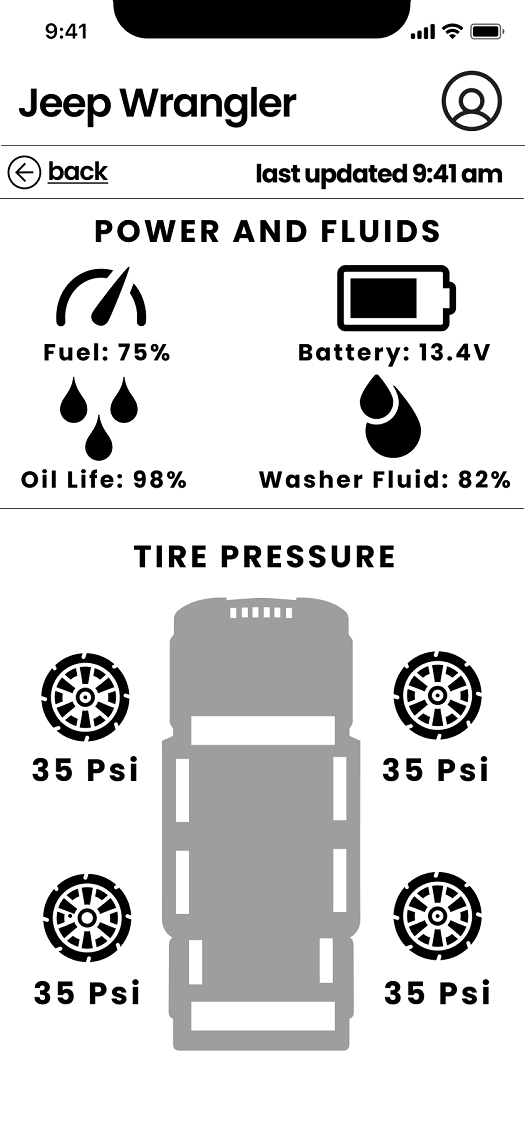 9:41
Jeep Wrangler
back last updated 9:41 am
POWER AND FLUIDS
Fuel: 75% Battery: 13.4V
Oil Life: 98% Washer Fluid: 82%
TIRE PRESSURE
35 Psi 35 Psi
35 Psi 35 Psi